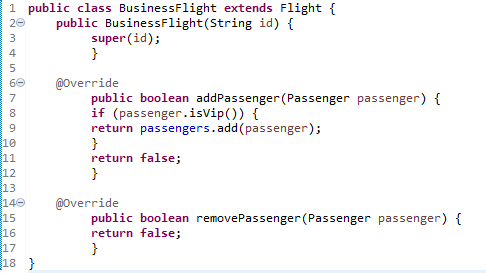 1 public class BusinessFlight extends Flight {
2 public BusinessFlight(String id) {
3 super(id);
4 }
5
6 @Override
7 public boolean addPassenger(Passenger passenger) {
8 if (passenger.isVip()) {
9 return passengers.add(passenger);
10 }
11 return false;
12 }
13
14 @Override
15 public boolean removePassenger(Passenger passenger) {
16 return false;
17 }
18 }